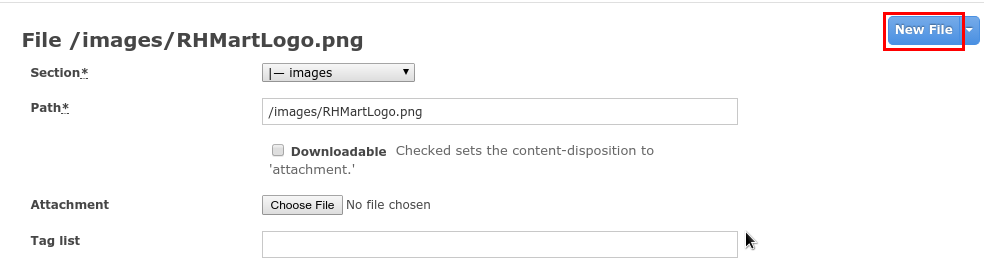 New File
File /images/RHMartLogo.png
Section*
|— images
Path*
/images/RHMartLogo.png
Downloadable Checked sets the content-disposition to
'attachment.'
Attachment
Choose File No file chosen
Tag list